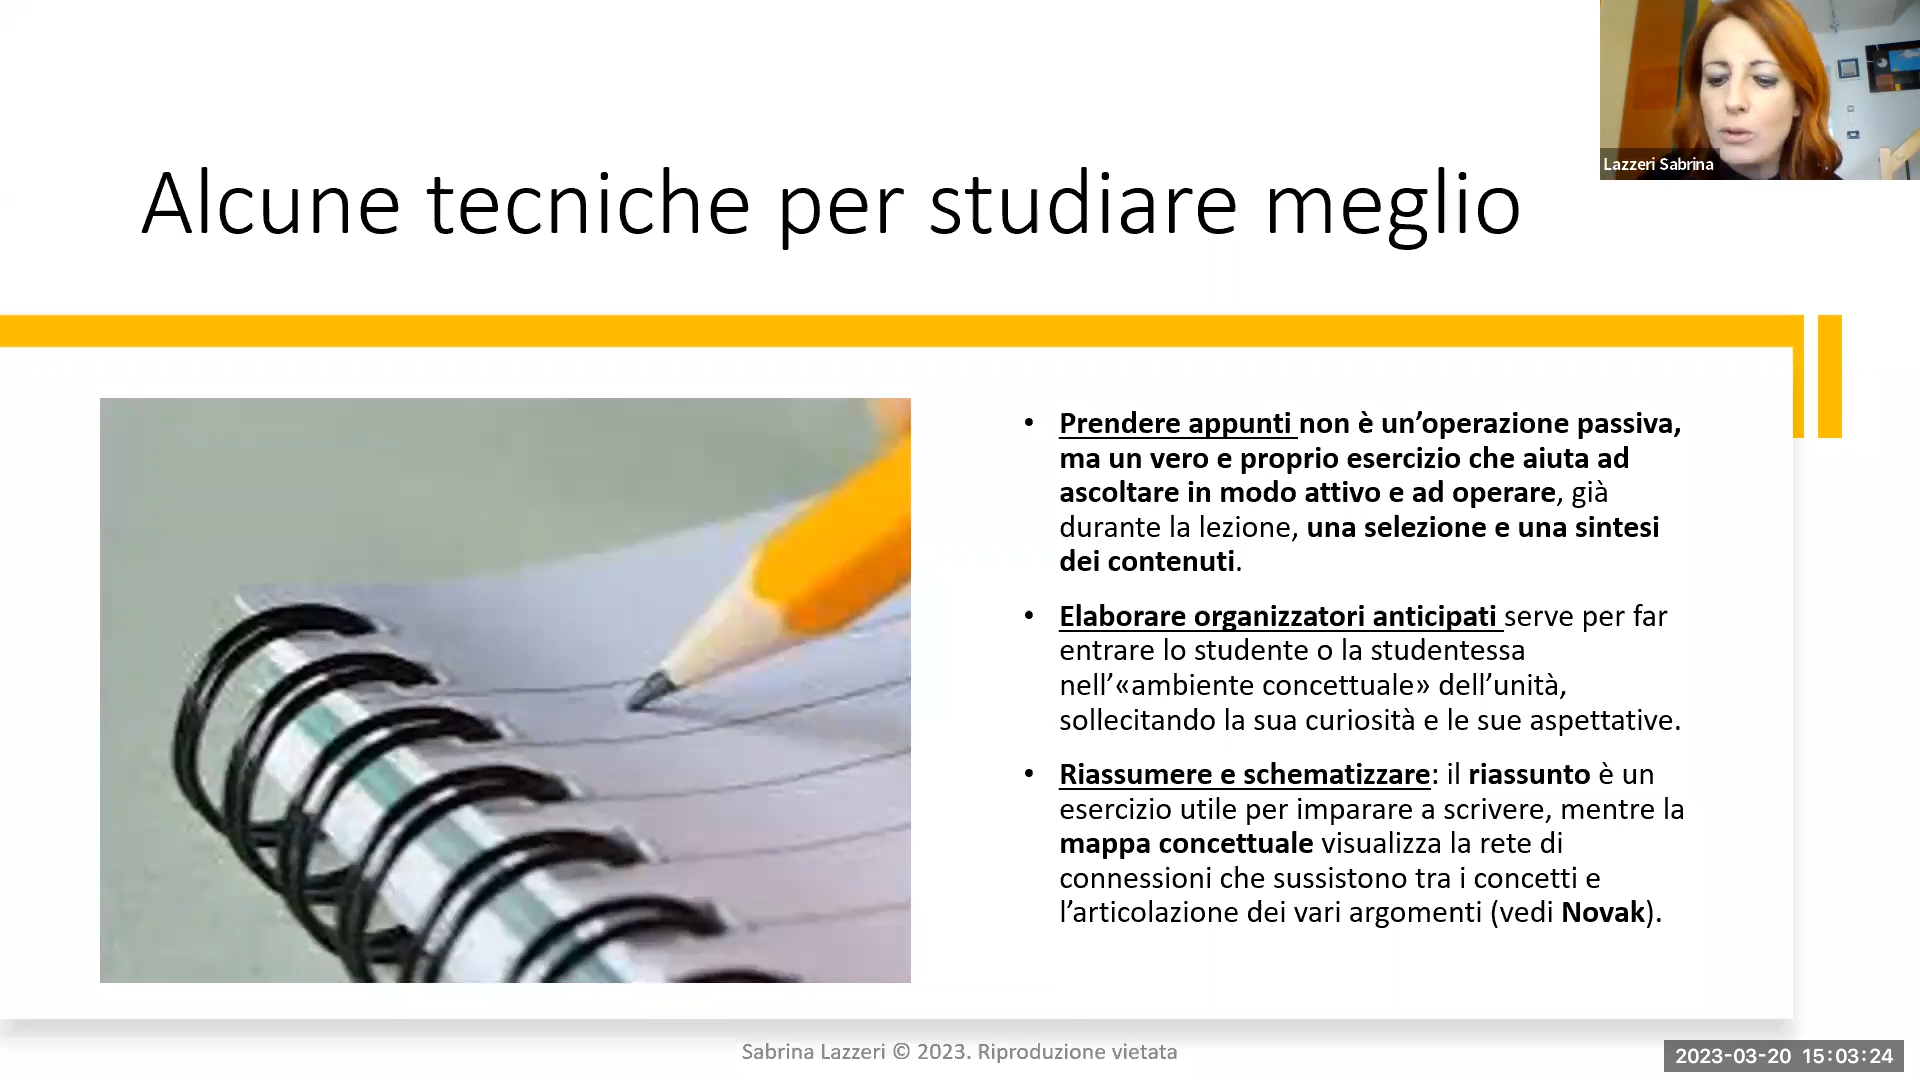 Lazzeri Sabrina
Alcune tecniche per studiare meglio
• Prendere appunti non è un’operazione passiva,
ma un vero e proprio esercizio che aiuta ad
ascoltare in modo attivo e ad operare, già
durante la lezione, una selezione e una sintesi
dei contenuti.
• Elaborare organizzatori anticipati serve per far
entrare lo studente o la studentessa
nell’«ambiente concettuale» dell’unità,
sollecitando la sua curiosità e le sue aspettative.
• Riassumere e schematizzare: il riassunto è un
esercizio utile per imparare a scrivere, mentre la
mappa concettuale visualizza la rete di
connessioni che sussistono tra i concetti e
l’articolazione dei vari argomenti (vedi Novak).
Sabrina Lazzeri © 2023. Riproduzione vietata
2023-03-20 15:03:24